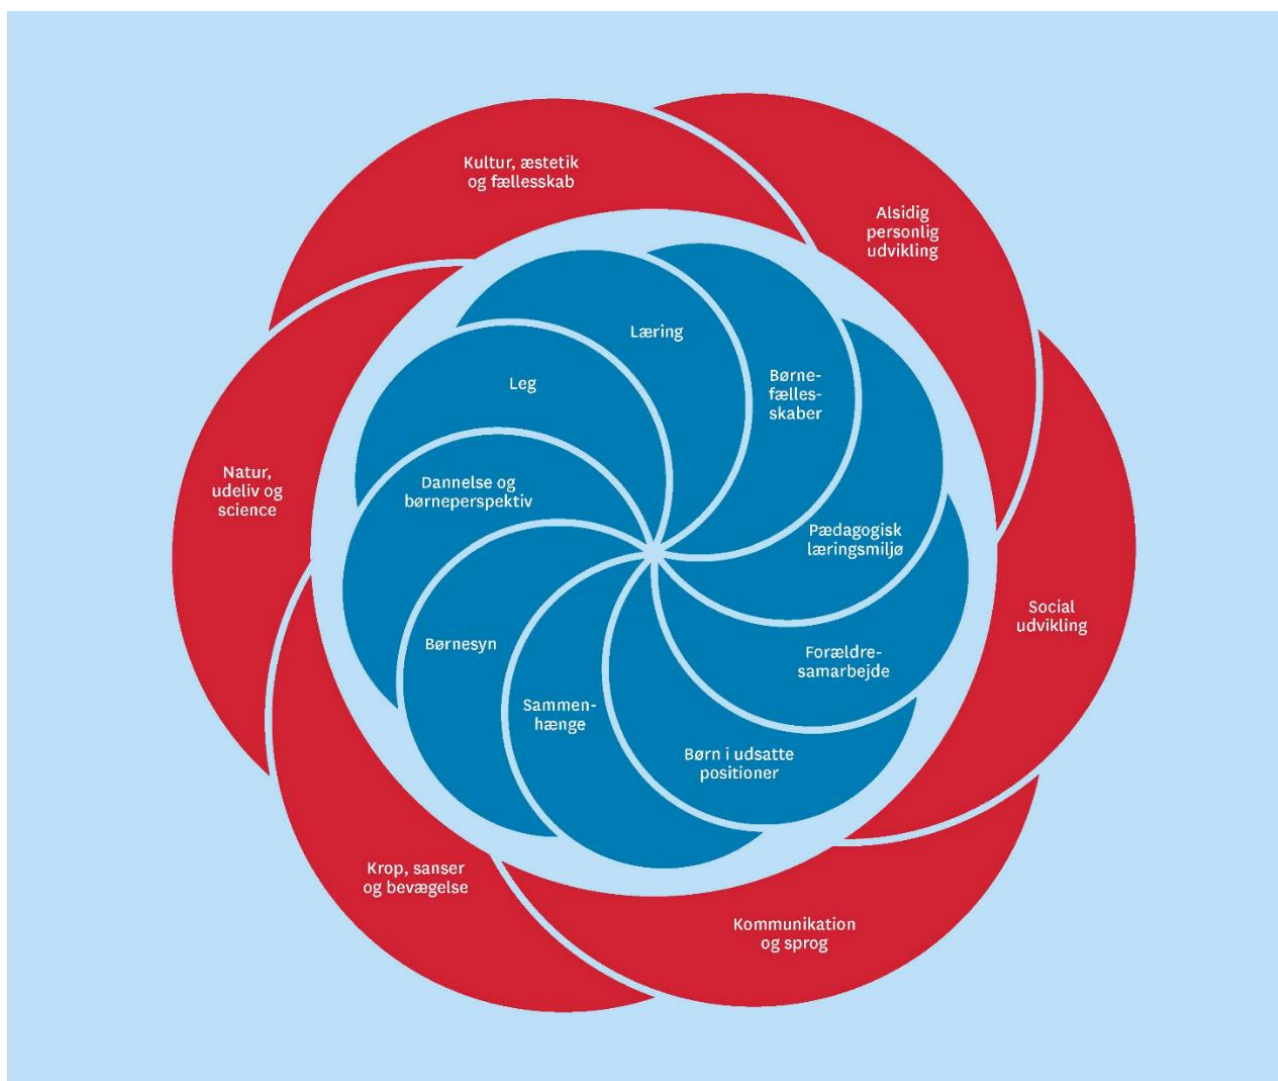 Kultur, æstetik
og fællesskab
Alsidig
personlig
udvikling
Social
udvikling
Kommunikation
og sprog
Krop, sanser
og bevægelse
Natur,
udeliv og
science
Læring
Børne-
fælles-
skaber
Pædagogisk
læringsmiljø
Forældre-
samarbejde
Børn i udsatte
positioner
Sammen-
hænge
Børnesyn
Dannelse og
børneperspektiv
Leg